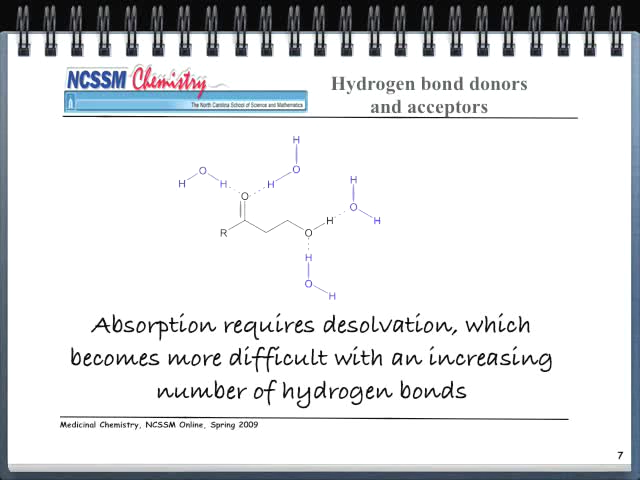 NCSSM Chemistry
The North Carolina School of Science and Mathematics
Hydrogen bond donors
and acceptors
H
H O H H O
O H
R O H O H
H
O H
Absorption requires desolvation, which
becomes more difficult with an increasing
number of hydrogen bonds
Medicinal Chemistry, NCSSM Online, Spring 2009
7